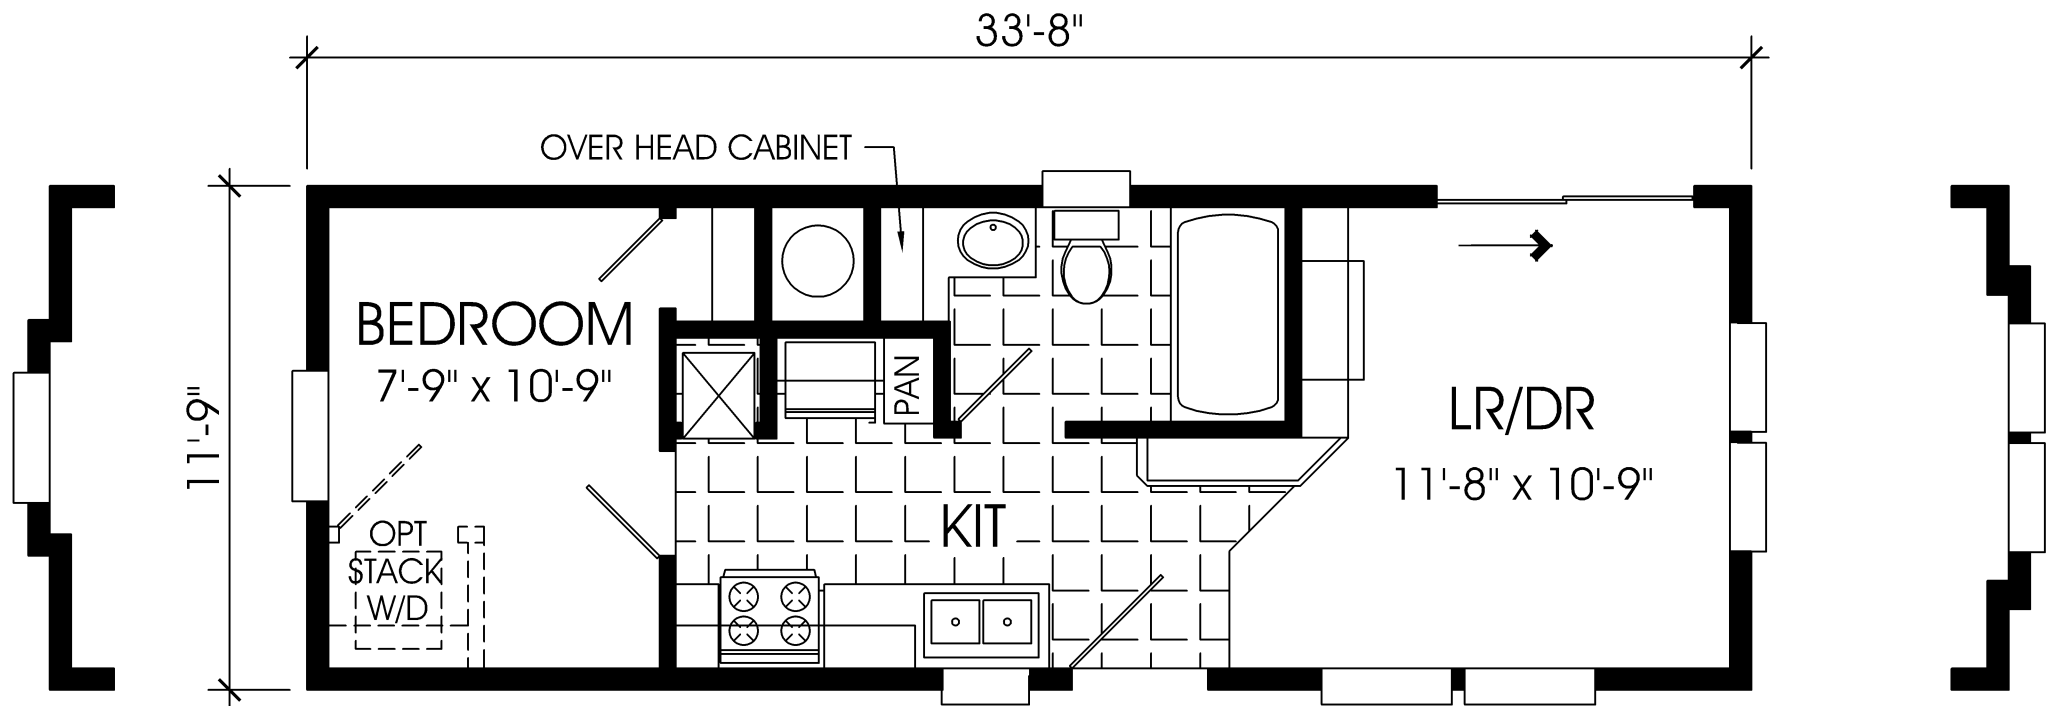 33'-8"
OVER HEAD CABINET
11'-9"
BEDROOM
7'-9" X 10'-9"
PAN
LR/DR
11'-8" X 10'-9"
KIT
OPT
STACK
W/D